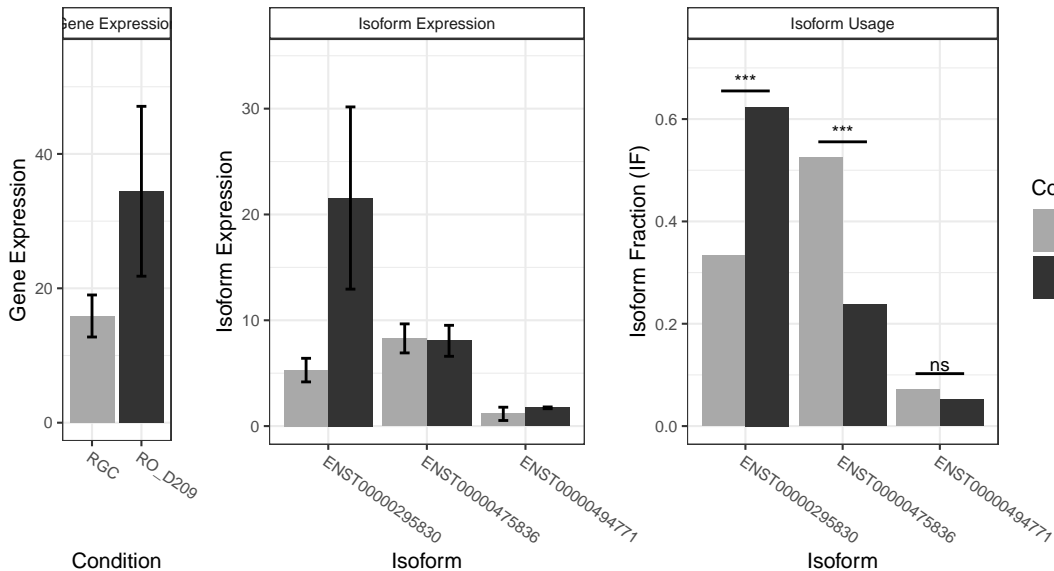 Gene Expression
Gene Expression
40
20
0
RGC
RO_D209
Condition
Isoform Expression
Isoform Expression
30
20
10
0
ENST00000295830
ENST00000475836
ENST00000494771
Isoform
Isoform Usage
Isoform Fraction (IF)
0.6
0.4
0.2
0.0
***
***
ns
ENST00000295830
ENST00000475836
ENST00000494771
Isoform
Co